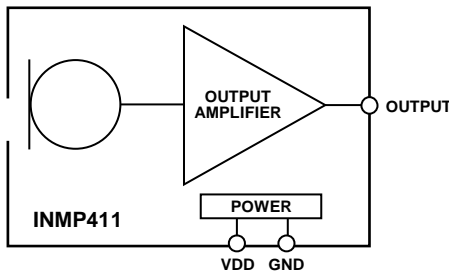 OUTPUT
AMPLIFIER
OUTPUT
POWER
INMP411
VDD GND